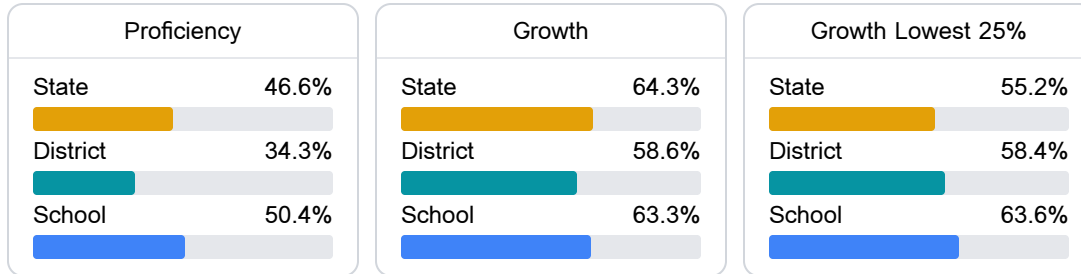 Proficiency
State 46.6%
District 34.3%
School 50.4%
Growth
State 64.3%
District 58.6%
School 63.3%
Growth Lowest 25%
State 55.2%
District 58.4%
School 63.6%